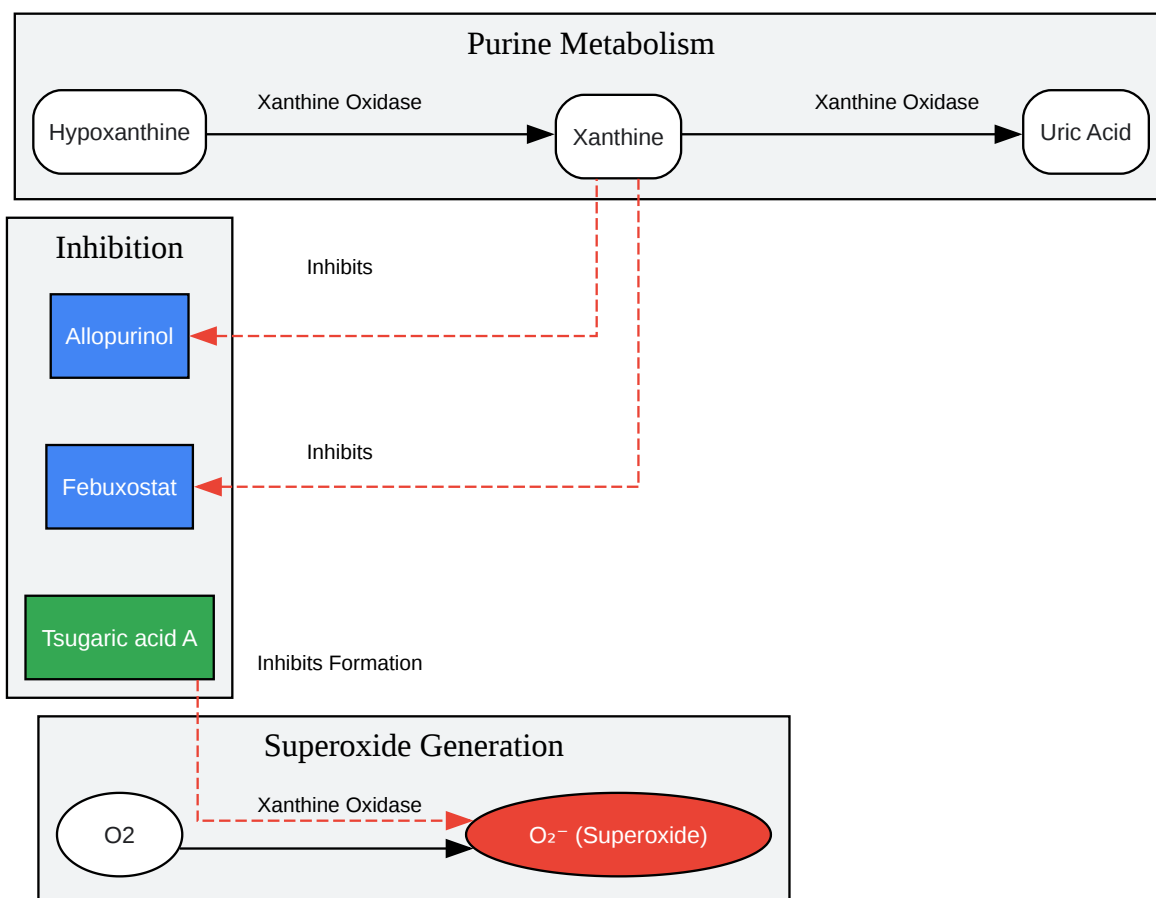 Purine Metabolism
Xanthine Oxidase
Xanthine Oxidase
Hypoxanthine
Xanthine
Uric Acid
Inhibition
Inhibits
Allopurinol
Inhibits
Febuxostat
Tsugaric acid A
Inhibits Formation
Superoxide Generation
Xanthine Oxidase
O2
O₂⁻ (Superoxide)